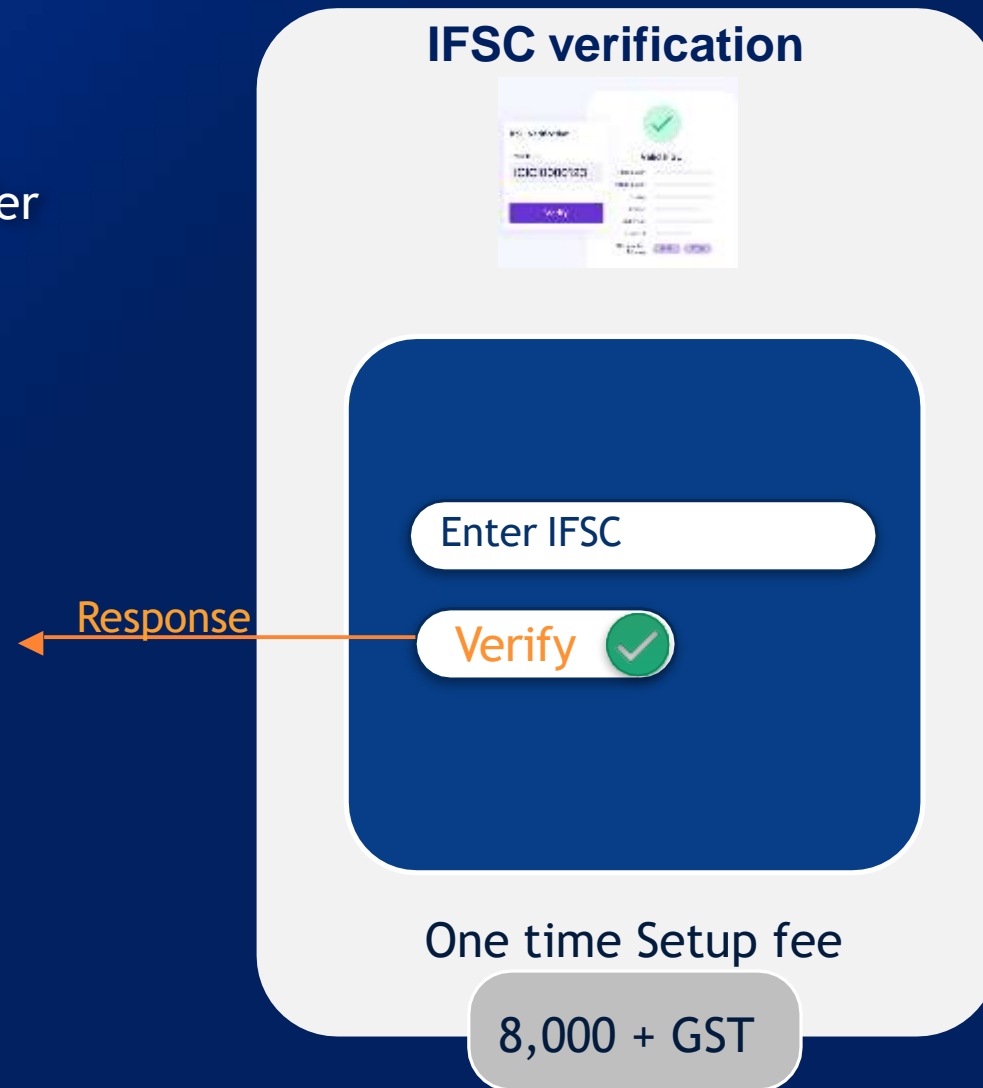 IFSC verification
er
Enter IFSC
Response
Verify
One time Setup fee
8,000 + GST